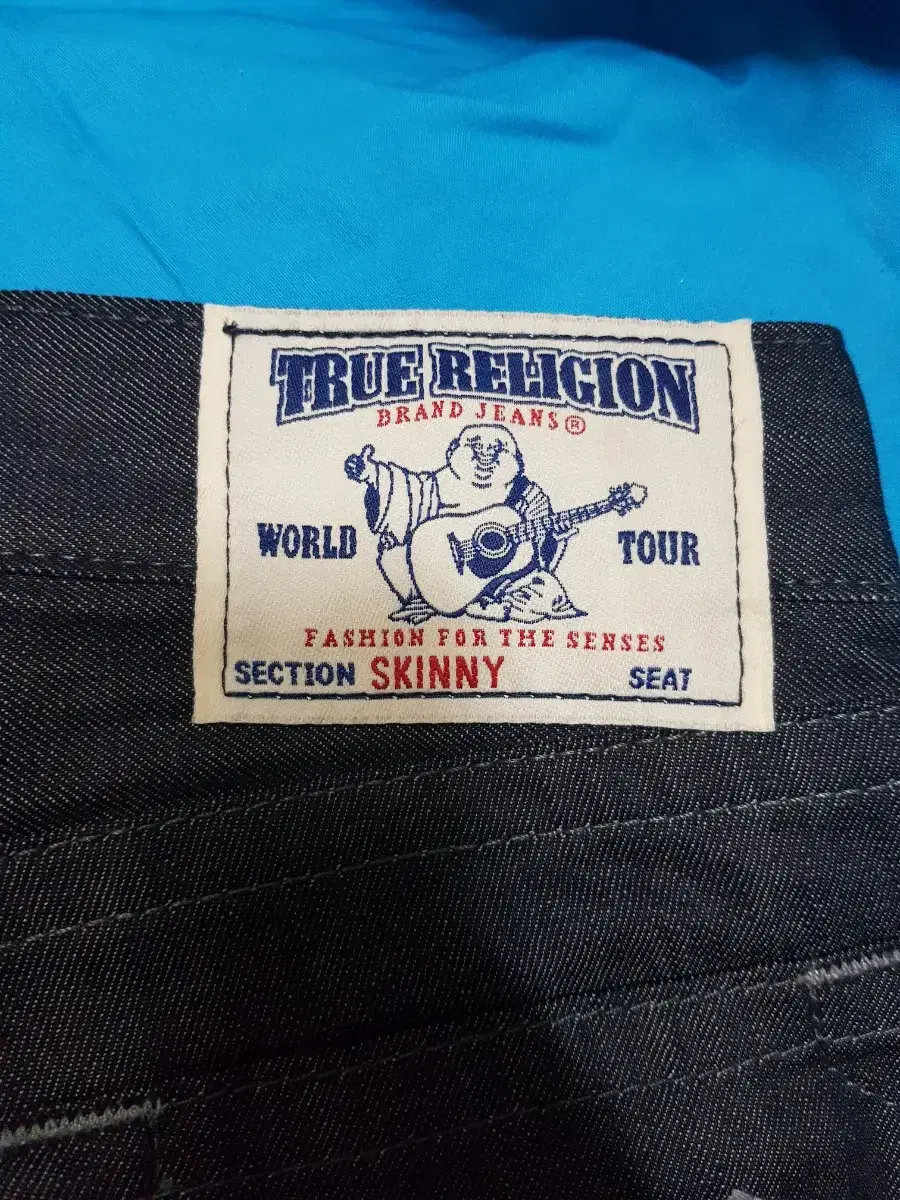 TRUE RELIGION
BRAND JEANS®
WORLD TOUR
FASHION FOR THE SENSES
SECTION SKINNY SEAT